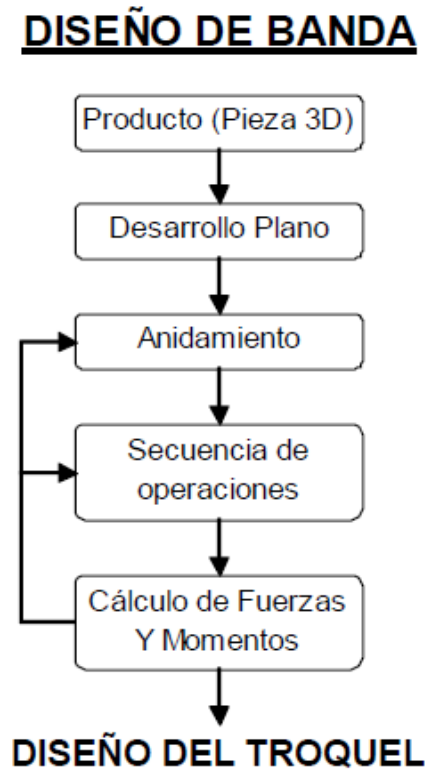 DISEÑO DE BANDA
Producto (Pieza 3D)
Desarrollo Plano
Anidamiento
Secuencia de
operaciones
Cálculo de Fuerzas
Y Momentos
DISEÑO DEL TROQUEL